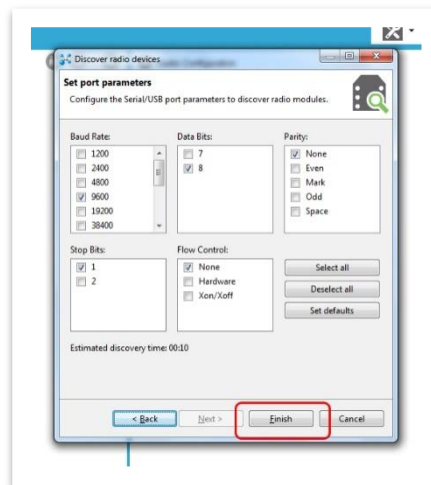 Discover radio devices
Set port parameters
Configure the Serial/USB port parameters to discover radio modules.
Baud Rate:
1200
2400
4800
9600
19200
38400
Data Bits:
7
8
Parity:
None
Even
Mark
Odd
Space
Stop Bits:
1
2
Flow Control:
None
Hardware
Xon/Xoff
Select all
Deselect all
Set defaults
Estimated discovery time: 00:10
< Back
Next >
Finish
Cancel